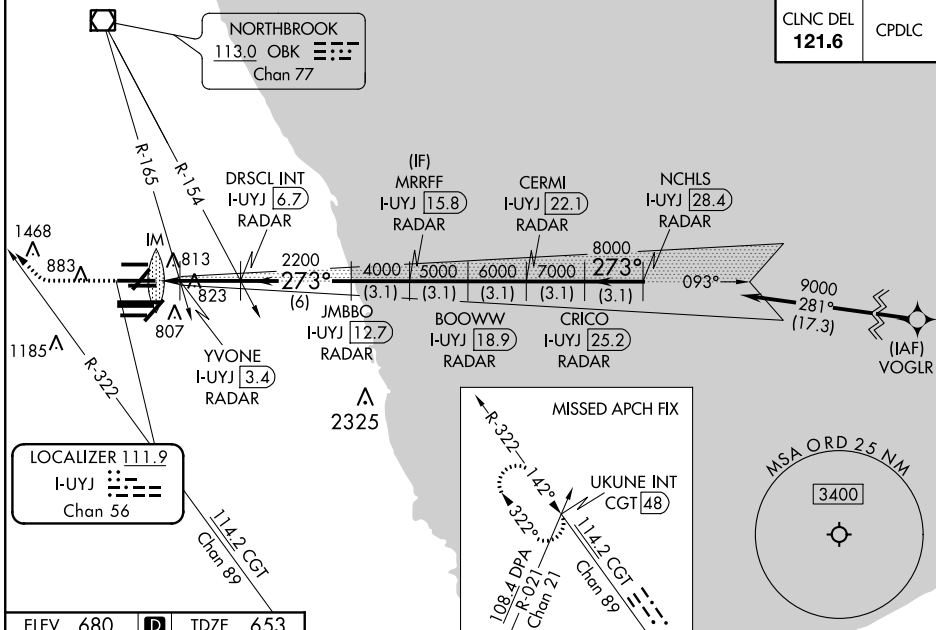 CLNC DEL
121.6
CPDLC
NORTHBROOK
113.0 OBK
Chan 77
R-165
R-154
DRSCL INT
I-UYJ 6.7
RADAR
(IF)
MRRFF
I-UYJ 15.8
RADAR
CERMI
I-UYJ 22.1
RADAR
NCHLS
I-UYJ 28.4
RADAR
1468
883
IM
813
823
807
1185
2200
273°
(6)
4000
(3.1)
5000
(3.1)
6000
(3.1)
7000
(3.1)
8000
273°
(3.1)
093°
9000
281°
(17.3)
(IAF)
VOGLR
YVONE
I-UYJ 3.4
RADAR
JMBBO
I-UYJ 12.7
RADAR
BOOWW
I-UYJ 18.9
RADAR
CRICO
I-UYJ 25.2
RADAR
2325
R-322
LOCALIZER 111.9
I-UYJ
Chan 56
114.2 CGT
Chan 89
MISSED APCH FIX
R-322
142°
322°
UKUNE INT
CGT 48
114.2 CGT
Chan 89
108.4 DPA
R-021
Chan 21
MSA ORD 25 NM
3400
ELEV 680
D
TDZE 653